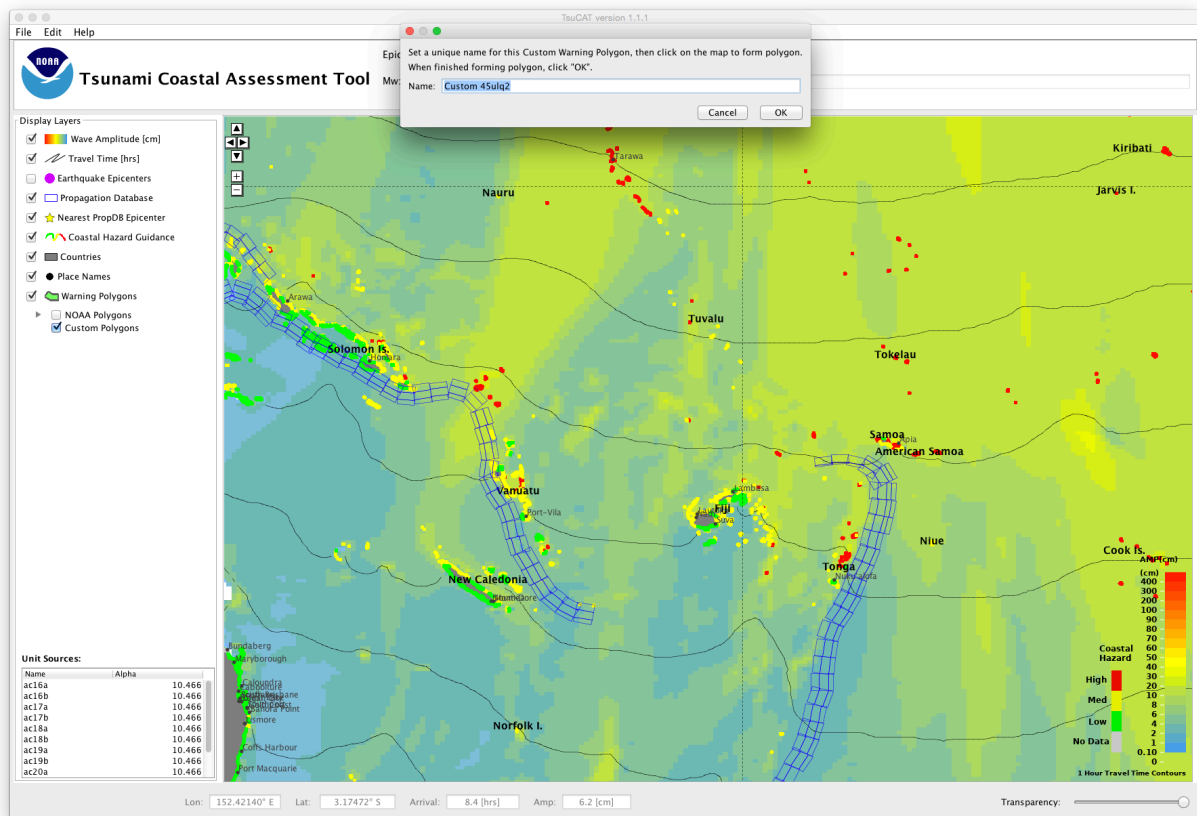 TsuCAT version 1.1.1
File Edit Help
NOAA
Tsunami Coastal Assessment Tool
Epic
Mw:
Set a unique name for this Custom Warning Polygon, then click on the map to form polygon.
When finished forming polygon, click "OK".
Name: Custom 45ulq2
Cancel OK
Display Layers
Wave Amplitude [cm]
Travel Time [hrs]
Earthquake Epicenters
Propagation Database
Nearest PropDB Epicenter
Coastal Hazard Guidance
Countries
Place Names
Warning Polygons
NOAA Polygons
Custom Polygons
Tarawa
Kiribati
Nauru
Jarvis I.
Arawa
Tuvalu
Solomon Is.
Honiara
Tokelau
Samoa
Apia
American Samoa
Vanuatu
Lambasa
Port-Vila
Fiji
Suva
Niue
Cook Is.
Tonga
Nuku'alofa
New Caledonia
Norfolk I.
Bundaberg
Maryborough
Caloundra
Caboolture
Lismore
Coffs Harbour
Port Macquarie
(cm)
400
300
200
100
90
80
70
60
50
40
30
20
10
8
6
4
2
1
0.10
0
Coastal
Hazard
High
Med
Low
No Data
1 Hour Travel Time Contours
Unit Sources:
Name Alpha
ac16a 10.466
ac16b 10.466
ac17a 10.466
ac17b 10.466
ac18a 10.466
ac18b 10.466
ac19a 10.466
ac19b 10.466
ac20a 10.466
Lon: 152.42140° E Lat: 3.17472° S Arrival: 8.4 [hrs] Amp: 6.2 [cm] Transparency: